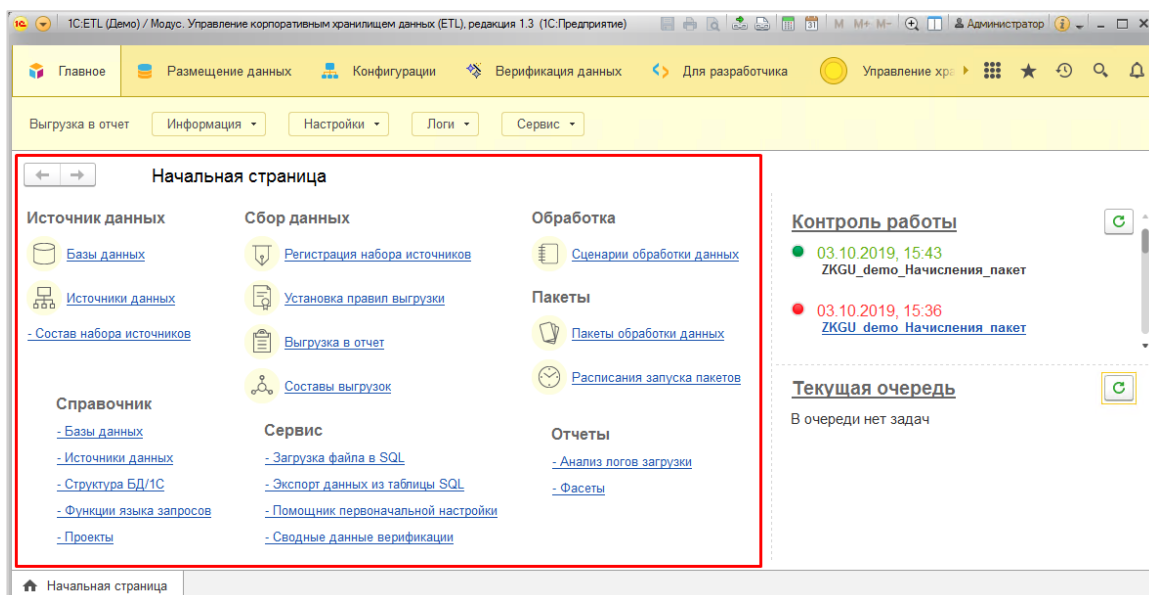 1С:ETL (Демо) / Модус. Управление корпоративным хранилищем данных (ETL), редакция 1.3 (1С:Предприятие) M M+ M- Администратор
Главное Размещение данных Конфигурации Верификация данных Для разработчика Управление хра
Выгрузка в отчет Информация Настройки Логи Сервис
Начальная страница
Источник данных
Базы данных
Источники данных
- Состав набора источников
Сбор данных
Регистрация набора источников
Установка правил выгрузки
Выгрузка в отчет
Составы выгрузок
Обработка
Сценарии обработки данных
Пакеты
Пакеты обработки данных
Расписания запуска пакетов
Справочник
- Базы данных
- Источники данных
- Структура БД/1С
- Функции языка запросов
- Проекты
Сервис
- Загрузка файла в SQL
- Экспорт данных из таблицы SQL
- Помощник первоначальной настройки
- Сводные данные верификации
Отчеты
- Анализ логов загрузки
- Фасеты
Контроль работы
03.10.2019, 15:43
ZKGU_demo_Начисления_пакет
03.10.2019, 15:36
ZKGU_demo_Начисления_пакет
Текущая очередь
В очереди нет задач
Начальная страница